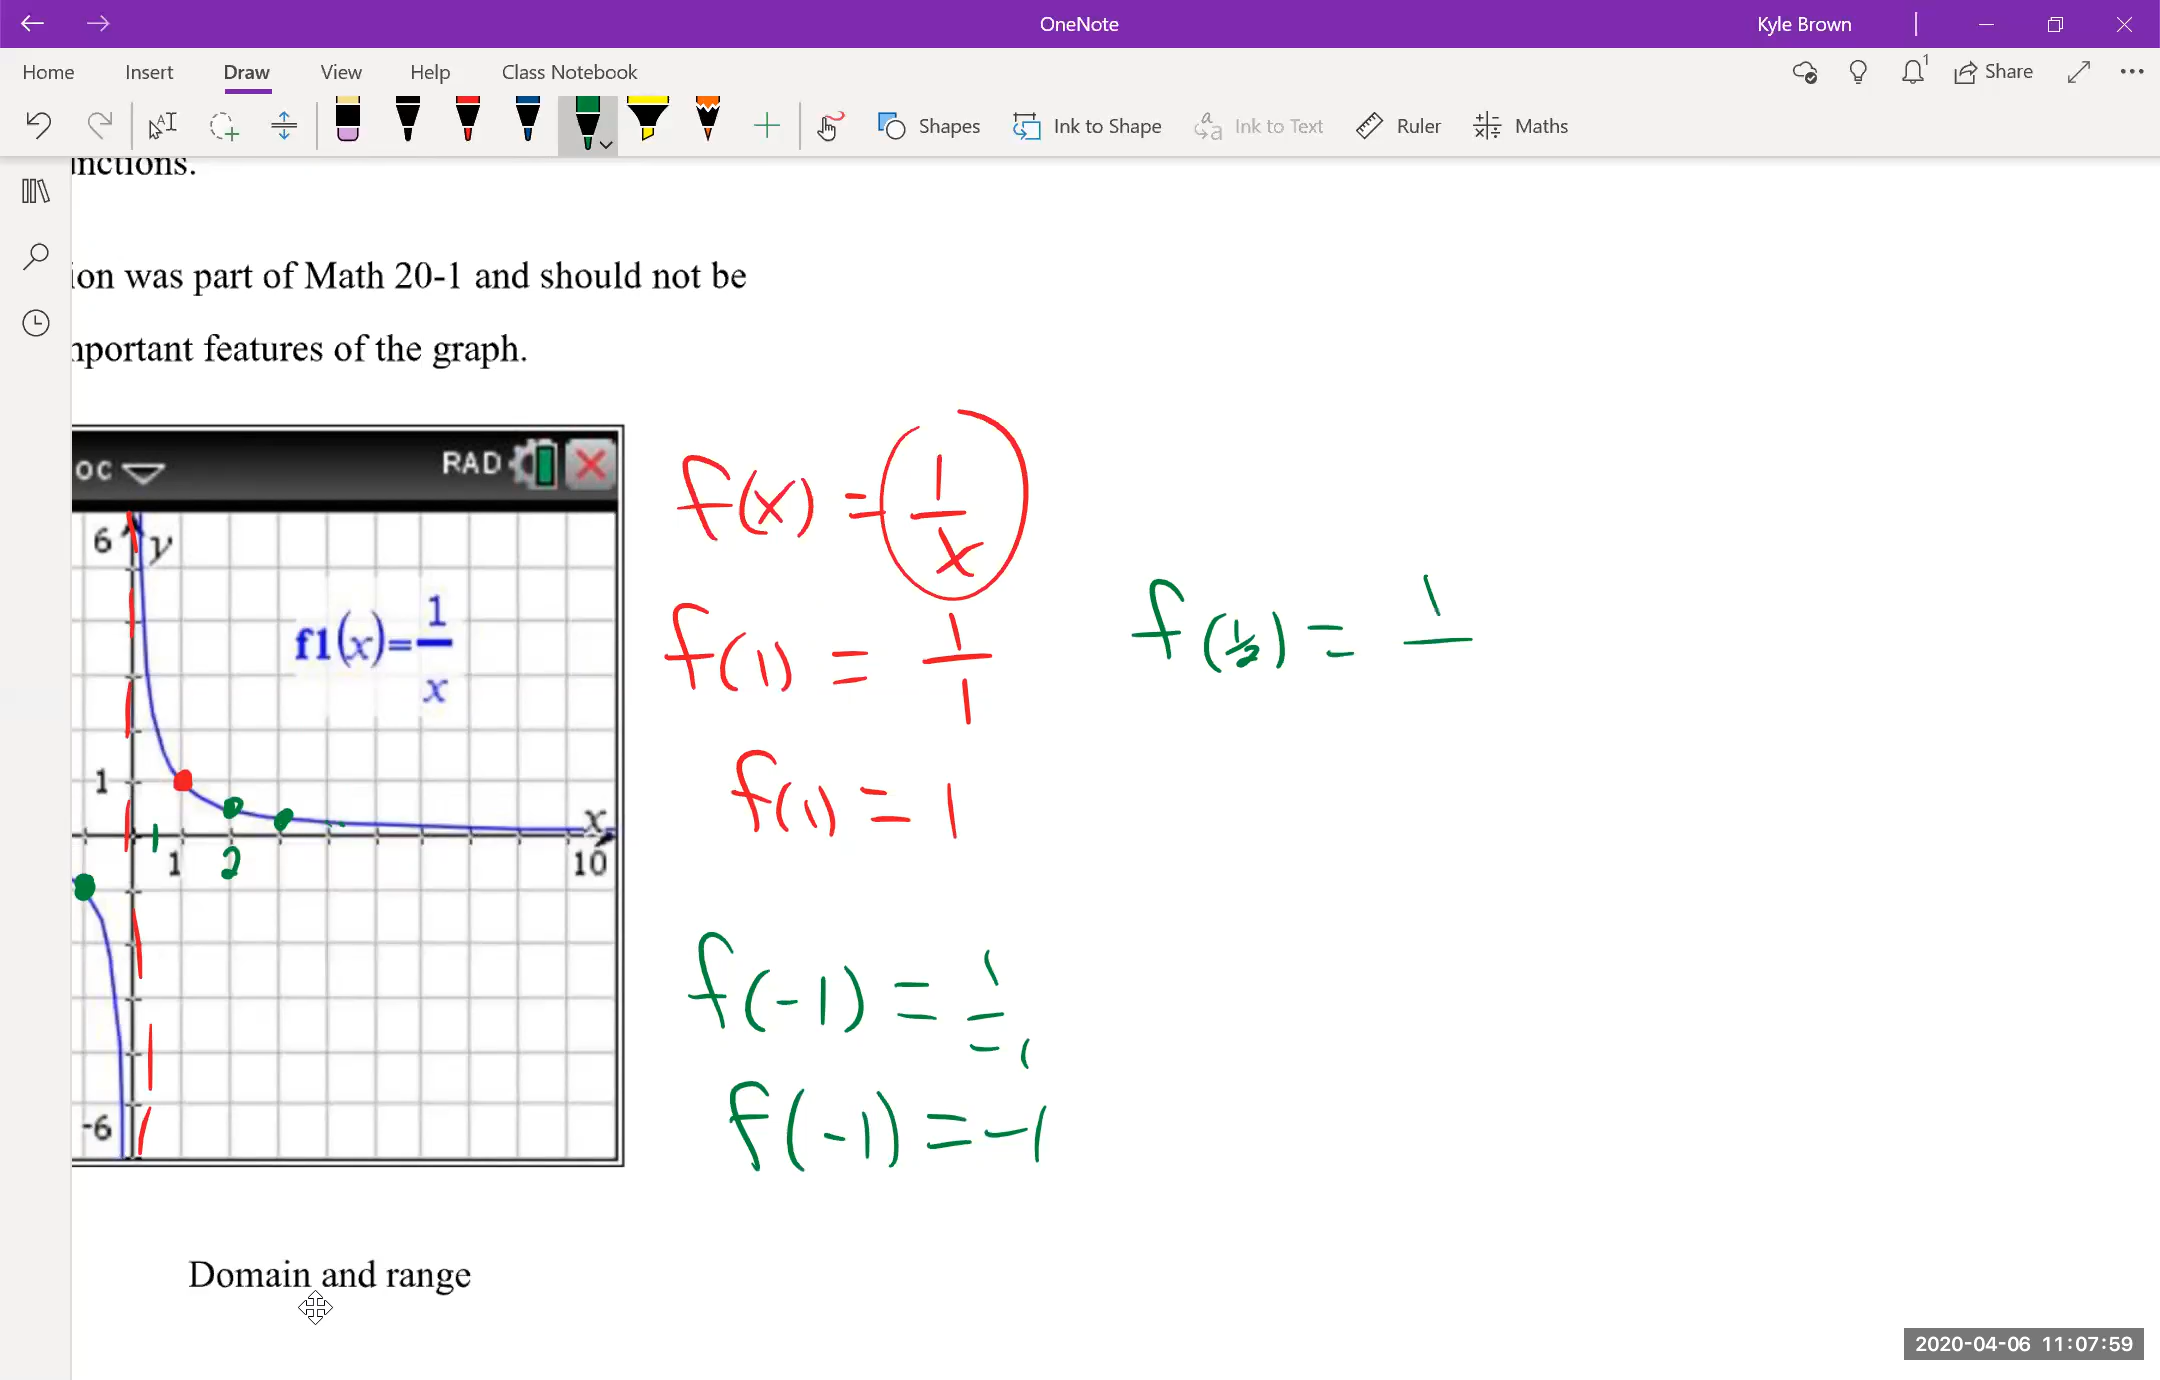 OneNote
Kyle Brown
Home Insert Draw View Help Class Notebook
1
Share
Shapes Ink to Shape Ink to Text Ruler Maths
nctions.
ion was part of Math 20-1 and should not be
mportant features of the graph.
OC RAD
6 y
f1(x)=1/x
1
x
1 2 10
-6
f(x) = 1/x
f(1) = 1/1
f(1) = 1
f(1/2) = 1/
f(-1) = 1/-1
f(-1) = -1
Domain and range
2020-04-06 11:07:59